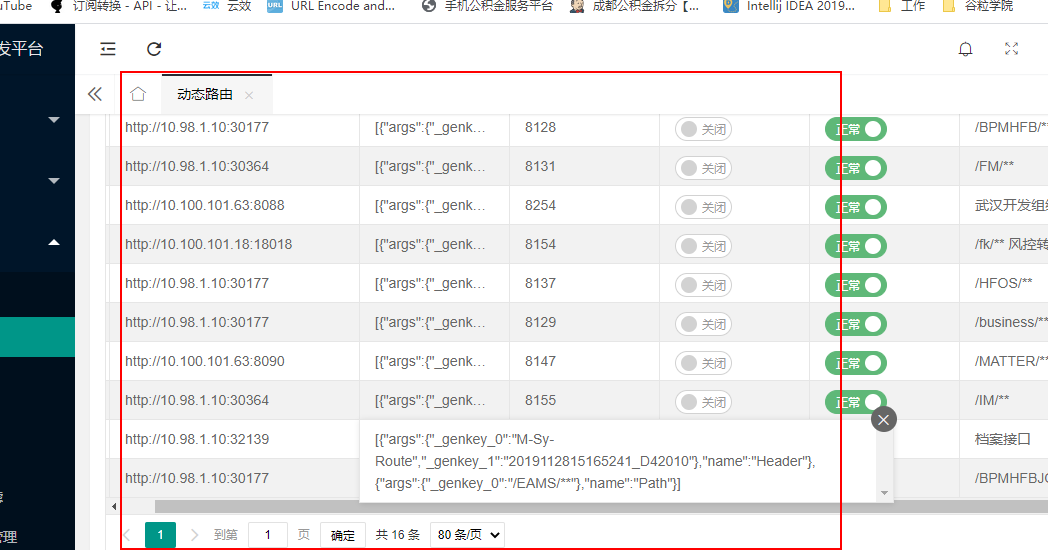 uTube 订阅转换 - API - 让... 云效 云效 URL URL Encode and... 手机公积金服务平台 成都公积金拆分【... Intellij IDEA 2019... 工作 谷粒学院
发平台
动态路由
http://10.98.1.10:30177 [{"args":{"_genk... 8128 关闭 正常 /BPMHFB/**
http://10.98.1.10:30364 [{"args":{"_genk... 8131 关闭 正常 /FM/**
http://10.100.101.63:8088 [{"args":{"_genk... 8254 关闭 正常 武汉开发组
http://10.100.101.18:18018 [{"args":{"_genk... 8154 关闭 正常 /fk/** 风控转
http://10.98.1.10:30177 [{"args":{"_genk... 8137 关闭 正常 /HFOS/**
http://10.98.1.10:30177 [{"args":{"_genk... 8129 关闭 正常 /business/**
http://10.100.101.63:8090 [{"args":{"_genk... 8147 关闭 正常 /MATTER/**
http://10.98.1.10:30364 [{"args":{"_genk... 8155 关闭 正常 /IM/**
http://10.98.1.10:32139 档案接口
[{"args":{"_genkey_0":"M-Sy-
Route","_genkey_1":"2019112815165241_D42010"},"name":"Header"},
{"args":{"_genkey_0":"/EAMS/**"},"name":"Path"}]
http://10.98.1.10:30177 /BPMHFBJG
管理
1 到第 1 页 确定 共 16 条 80 条/页